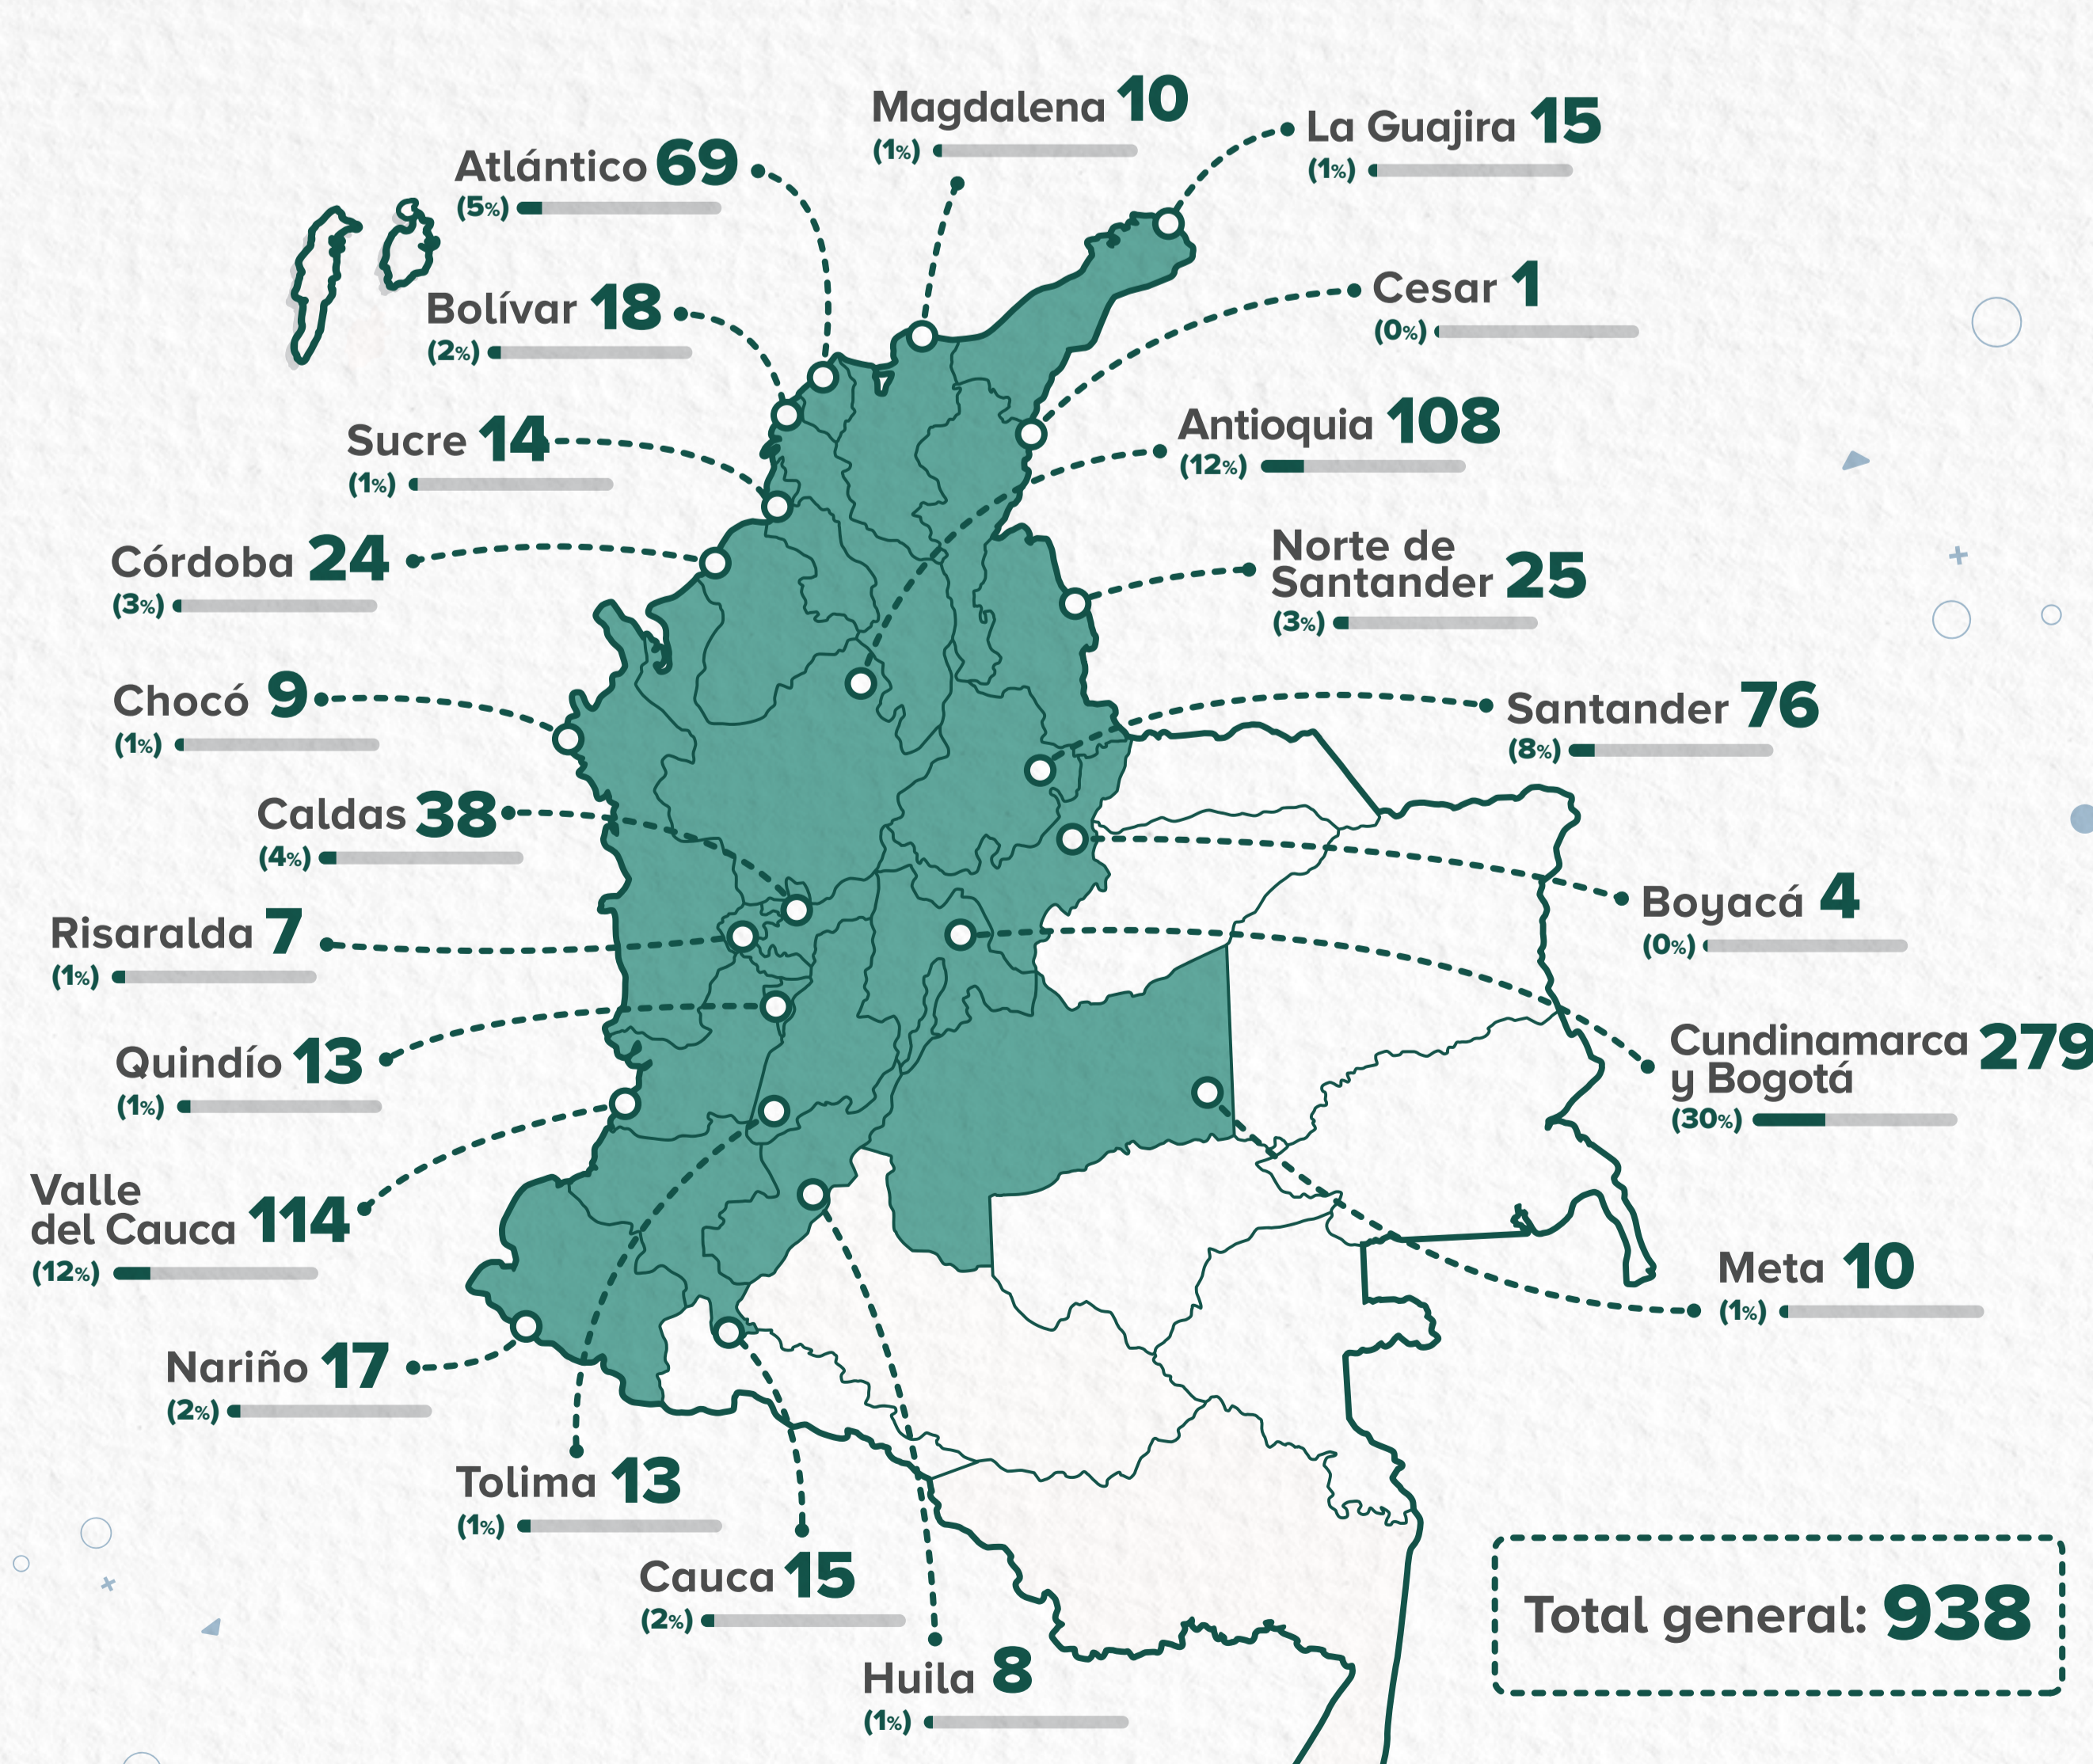 Magdalena 10
(1%)
La Guajira 15
(1%)
Atlántico 69
(5%)
Bolívar 18
(2%)
Cesar 1
(0%)
Sucre 14
(1%)
Antioquia 108
(12%)
Córdoba 24
(3%)
Norte de
Santander 25
(3%)
Chocó 9
(1%)
Santander 76
(8%)
Caldas 38
(4%)
Boyacá 4
(0%)
Risaralda 7
(1%)
Quindío 13
(1%)
Cundinamarca 279
y Bogotá
(30%)
Valle
del Cauca 114
(12%)
Meta 10
(1%)
Nariño 17
(2%)
Tolima 13
(1%)
Cauca 15
(2%)
Huila 8
(1%)
Total general: 938